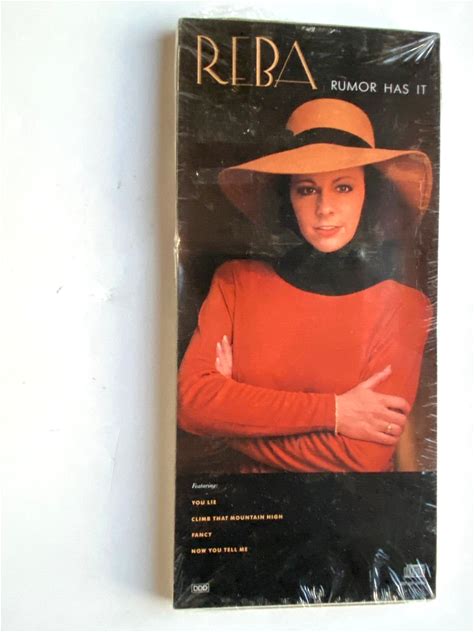 REBA
RUMOR HAS IT
Featuring:
YOU LIE
CLIMB THAT MOUNTAIN HIGH
FANCY
NOW YOU TELL ME
DDD